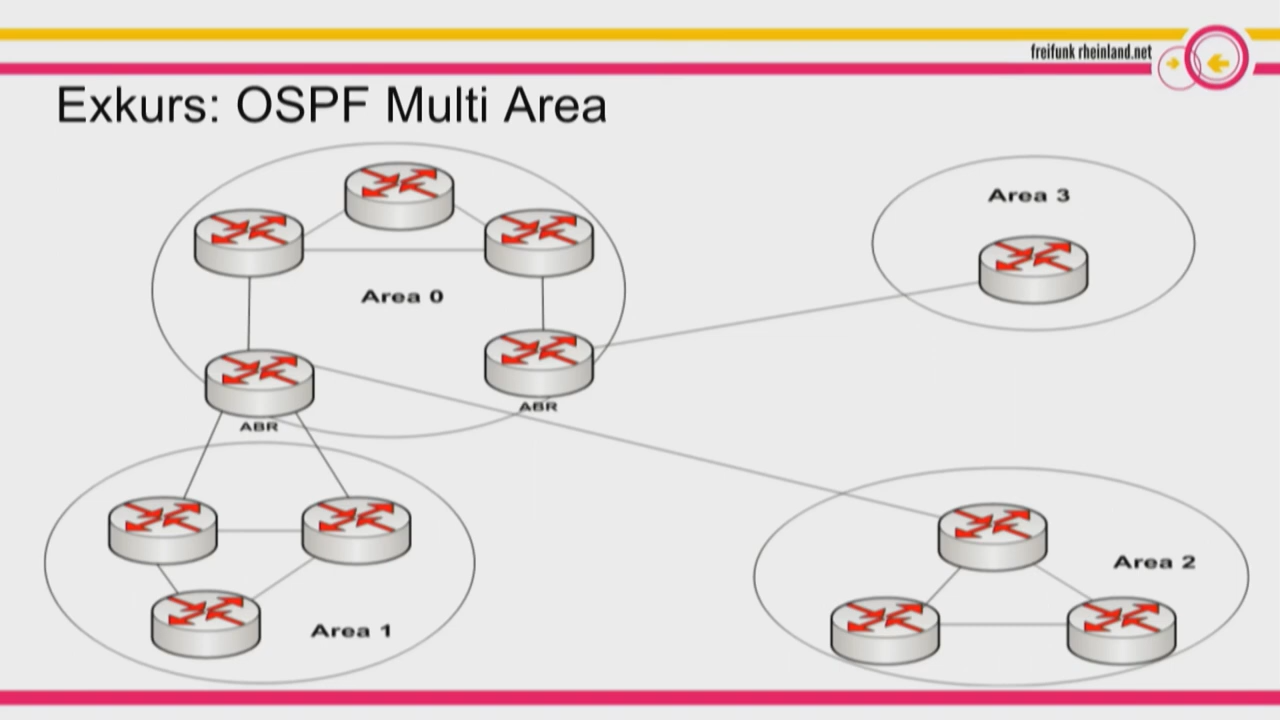 freifunk rheinland.net
Exkurs: OSPF Multi Area
Area 3
Area 0
ABR
ABR
Area 2
Area 1